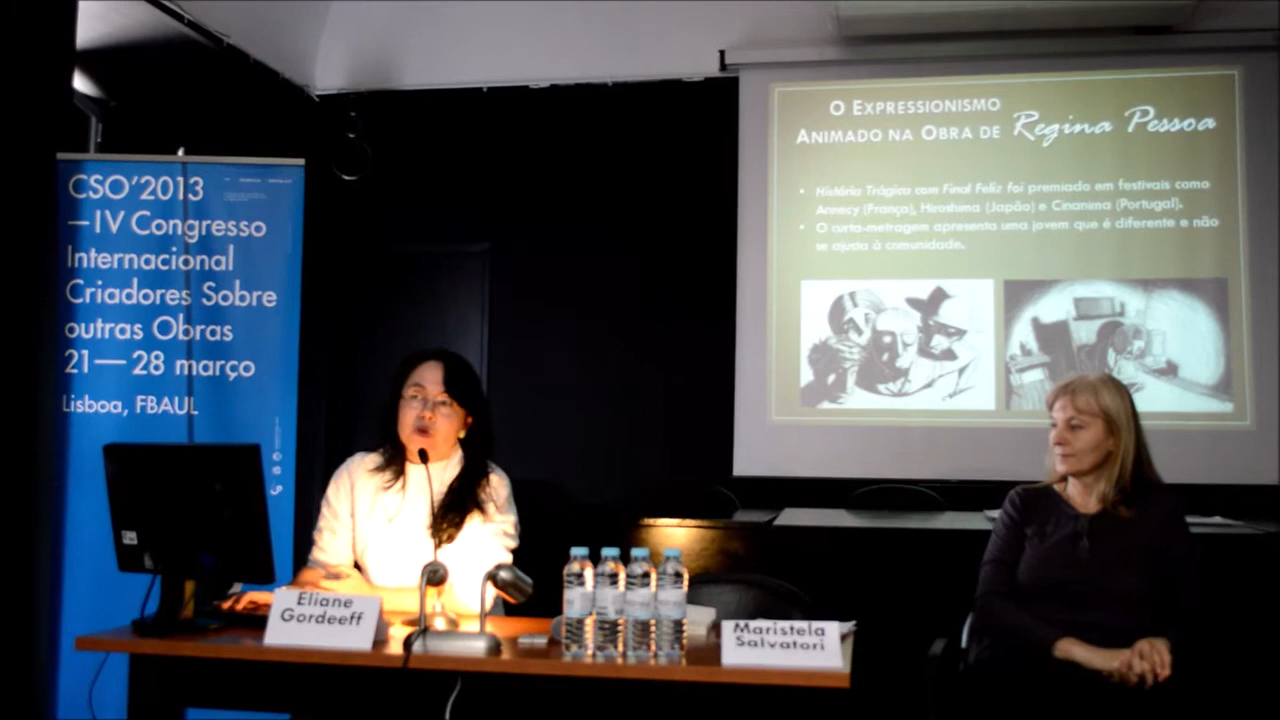 CSO'2013
—IV Congresso
Internacional
Criadores Sobre
outras Obras
21—28 março
Lisboa, FBAUL
O Expressionismo
Animado na Obra de Regina Pessoa
• História Trágica com Final Feliz foi premiado em festivais como
Annecy (França), Hiroshima (Japão) e Cinanima (Portugal).
• O curta-metragem apresenta uma jovem que é diferente e não
se ajusta à comunidade.
Eliane
Gordeeff
Maristela
Salvatori